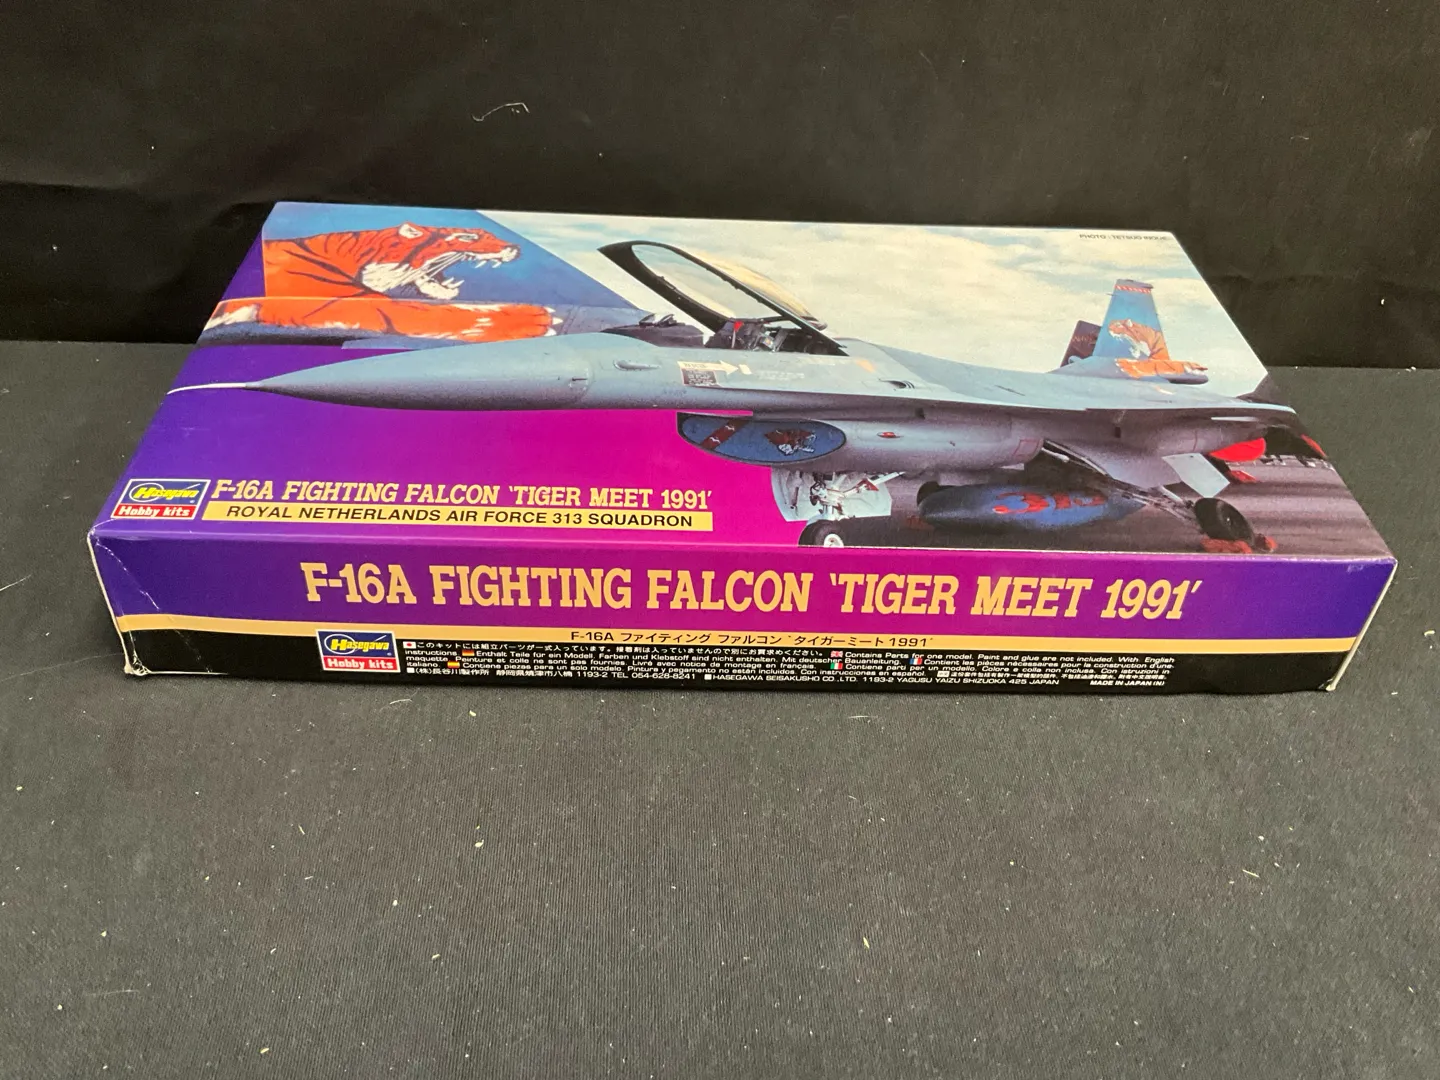 PHOTO : TETSUO INOUE
Hasegawa
Hobby kits
F-16A FIGHTING FALCON 'TIGER MEET 1991'
ROYAL NETHERLANDS AIR FORCE 313 SQUADRON
F-16A FIGHTING FALCON 'TIGER MEET 1991'
F-16A ファイティング ファルコン 'タイガーミート 1991'
Hasegawa
Hobby kits
このキットには組立パーツが一式入っています。接着剤は入っていませんので別にお買求めください。 Contains Parts for one model. Paint and glue are not included. With English
instructions. Enthält Teile für ein Modell. Farben und Klebstoff sind nicht enthalten. Mit deutscher Bauanleitung. Contient les pièces nécessaires pour la construction d'une
maquette. Peinture et colle ne sont pas fournies. Livré avec notice de montage en français. Contiene parti per un modello. Colore e colla non inclusi. Con istruzioni in
italiano. Contiene piezas para un sólo modelo. Pintura y pegamento no están incluidos. Con instrucciones en español.
■(株)長谷川製作所 静岡県焼津市八楠 1193-2 TEL 054-628-8241 ■HASEGAWA SEISAKUSHO CO.,LTD. 1193-2 YAGUSU YAIZU SHIZUOKA 425 JAPAN MADE IN JAPAN (N)